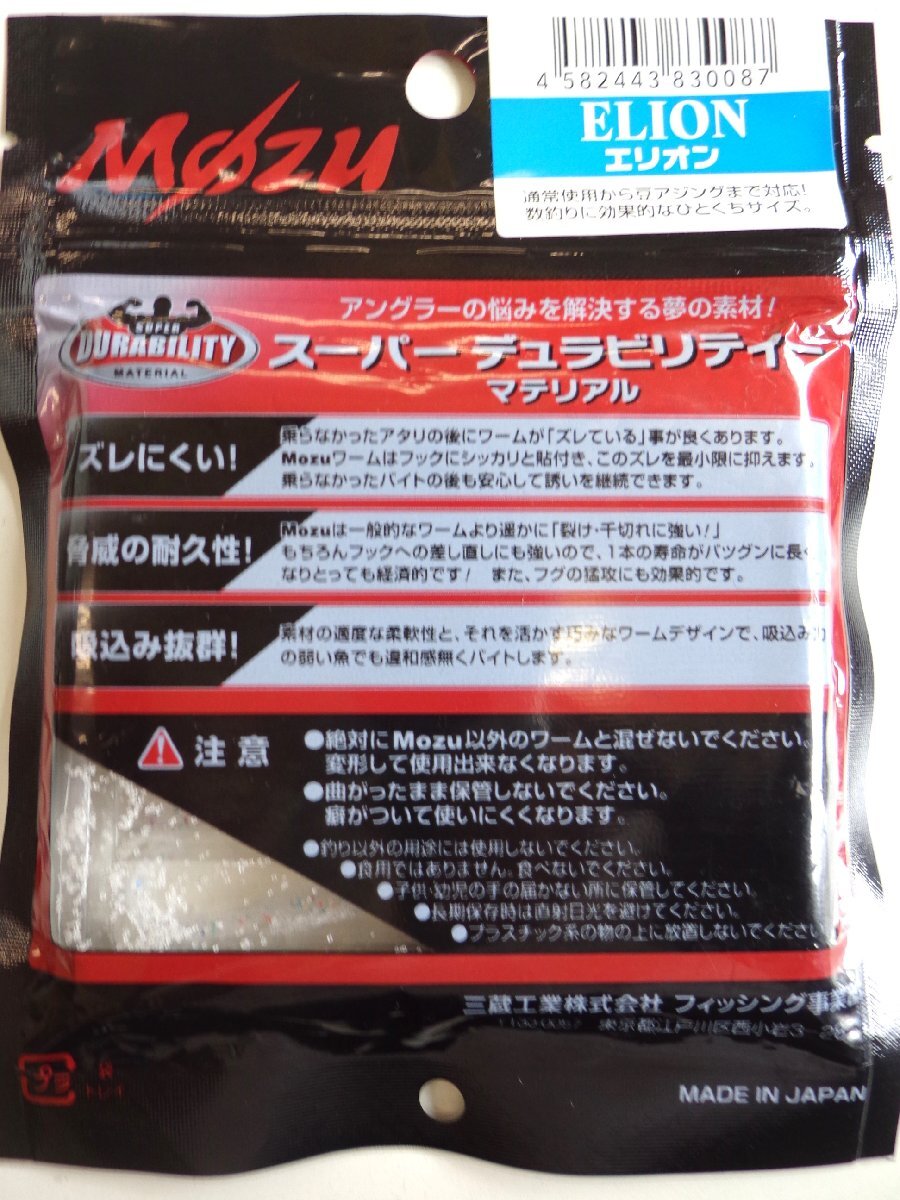 4 582443 830087
ELION
エリオン
通常使用から豆アジングまで対応!
数釣りに効果的なひとくちサイズ。
Mozu
アングラーの悩みを解決する夢の素材!
SUPER
DURABILITY
MATERIAL
スーパー デュラビリティー
マテリアル
ズレにくい!
乗らなかったアタリの後にワームが「ズレている」事が良くあります。
Mozuワームはフックにシッカリと貼付き、このズレを最小限に抑えます。
乗らなかったバイトの後も安心して誘いを継続できます。
脅威の耐久性!
Mozuは一般的なワームより遥かに「裂け・千切れに強い!」
もちろんフックへの差し直しにも強いので、1本の寿命がバツグンに長く
なりとっても経済的です! また、フグの猛攻にも効果的です。
吸込み抜群!
素材の適度な柔軟性と、それを活かす巧みなワームデザインで、吸込み力
の弱い魚でも違和感無くバイトします。
注意
●絶対にMozu以外のワームと混ぜないでください。
変形して使用出来なくなります。
●曲がったまま保管しないでください。
癖がついて使いにくくなります。
●釣り以外の用途には使用しないでください。
●食用ではありません。食べないでください。
●子供・幼児の手の届かない所に保管してください。
●長期保存時は直射日光を避けてください。
●プラスチック系の物の上に放置しないでくださ
三蔵工業株式会社 フィッシング事
東京都江戸川区西小岩3-
プラ
袋
トレイ
MADE IN JAPAN